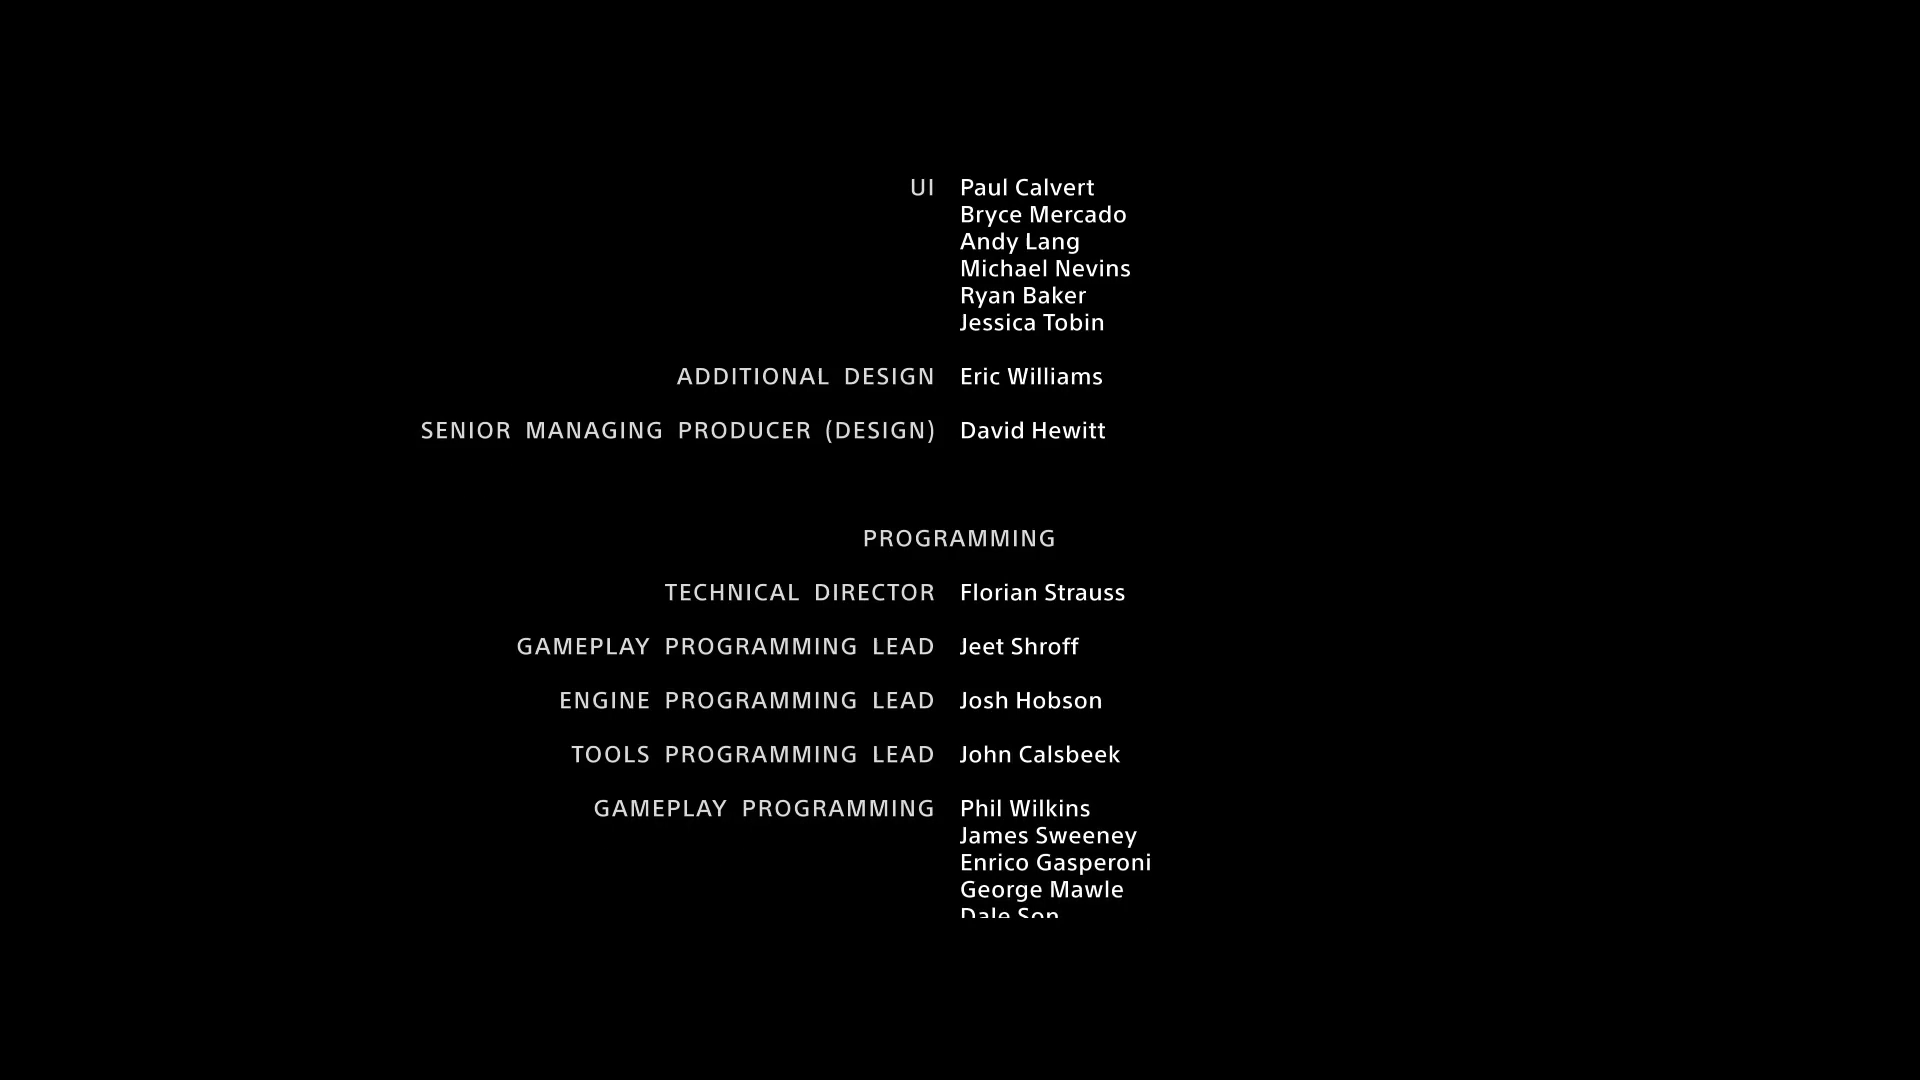 UI Paul Calvert
Bryce Mercado
Andy Lang
Michael Nevins
Ryan Baker
Jessica Tobin
ADDITIONAL DESIGN Eric Williams
SENIOR MANAGING PRODUCER (DESIGN) David Hewitt
PROGRAMMING
TECHNICAL DIRECTOR Florian Strauss
GAMEPLAY PROGRAMMING LEAD Jeet Shroff
ENGINE PROGRAMMING LEAD Josh Hobson
TOOLS PROGRAMMING LEAD John Calsbeek
GAMEPLAY PROGRAMMING Phil Wilkins
James Sweeney
Enrico Gasperoni
George Mawle
Dale Son